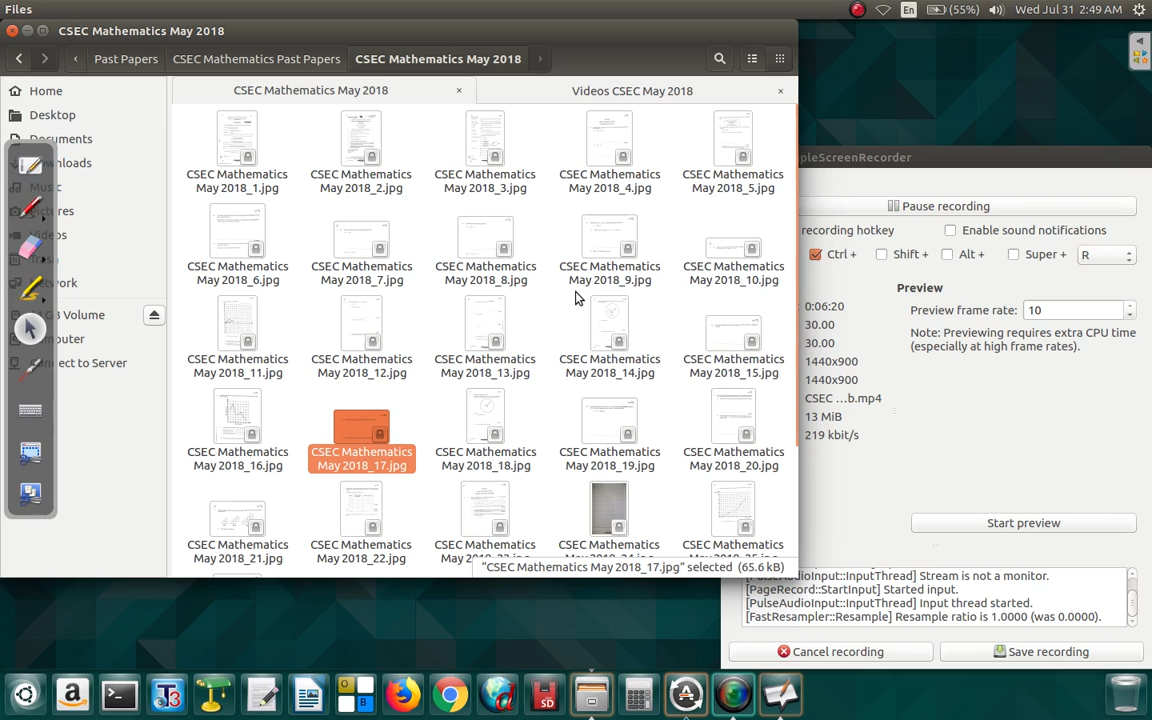 Files
En
(55%)
Wed Jul 31 2:49 AM
CSEC Mathematics May 2018
Past Papers
CSEC Mathematics Past Papers
CSEC Mathematics May 2018
CSEC Mathematics May 2018
Videos CSEC May 2018
Home
Desktop
Documents
Downloads
Music
Pictures
Videos
Trash
Network
GB Volume
Computer
Connect to Server
CSEC Mathematics
May 2018_1.jpg
CSEC Mathematics
May 2018_2.jpg
CSEC Mathematics
May 2018_3.jpg
CSEC Mathematics
May 2018_4.jpg
CSEC Mathematics
May 2018_5.jpg
CSEC Mathematics
May 2018_6.jpg
CSEC Mathematics
May 2018_7.jpg
CSEC Mathematics
May 2018_8.jpg
CSEC Mathematics
May 2018_9.jpg
CSEC Mathematics
May 2018_10.jpg
CSEC Mathematics
May 2018_11.jpg
CSEC Mathematics
May 2018_12.jpg
CSEC Mathematics
May 2018_13.jpg
CSEC Mathematics
May 2018_14.jpg
CSEC Mathematics
May 2018_15.jpg
CSEC Mathematics
May 2018_16.jpg
CSEC Mathematics
May 2018_17.jpg
CSEC Mathematics
May 2018_18.jpg
CSEC Mathematics
May 2018_19.jpg
CSEC Mathematics
May 2018_20.jpg
CSEC Mathematics
May 2018_21.jpg
CSEC Mathematics
May 2018_22.jpg
CSEC Mathematics
CSEC Mathematics
CSEC Mathematics
"CSEC Mathematics May 2018_17.jpg" selected (65.6 kB)
pleScreenRecorder
Pause recording
recording hotkey
Enable sound notifications
Ctrl +
Shift +
Alt +
Super +
R
Preview
0:06:20
30.00
30.00
1440x900
1440x900
CSEC ...b.mp4
13 MiB
219 kbit/s
Preview frame rate: 10
Note: Previewing requires extra CPU time
(especially at high frame rates).
Start preview
[PulseAudioInput::InputThread] Stream is not a monitor.
[PageRecord::StartInput] Started input.
[PulseAudioInput::InputThread] Input thread started.
[FastResampler::Resample] Resample ratio is 1.0000 (was 0.0000).
Cancel recording
Save recording